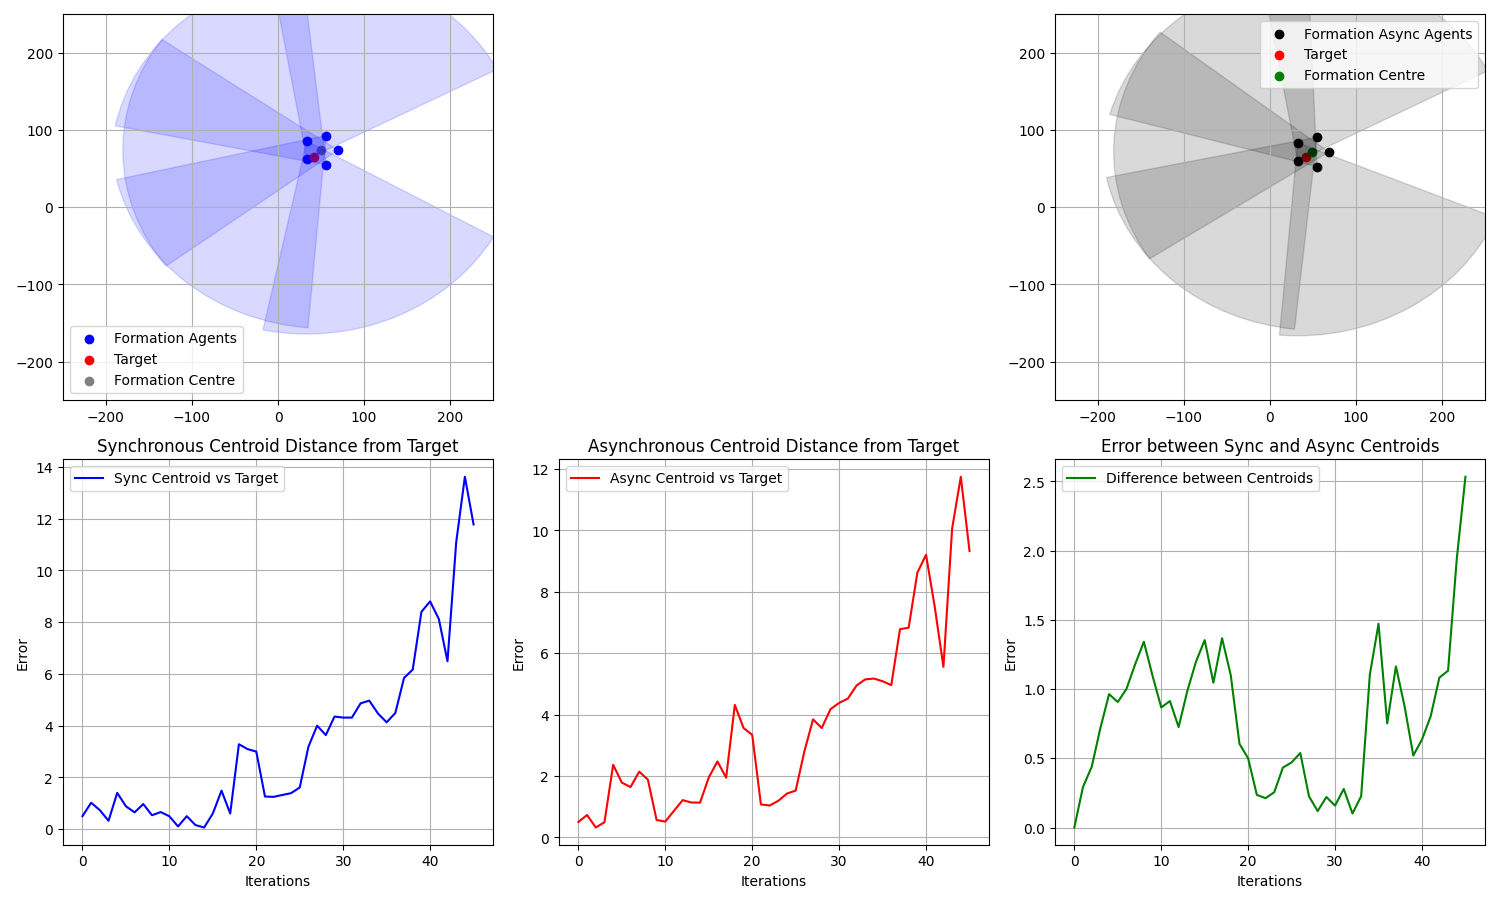 200
100
0
−100
−200
Formation Agents
Target
Formation Centre
−200 −100 0 100 200
200
100
0
−100
−200
Formation Async Agents
Target
Formation Centre
−200 −100 0 100 200
Synchronous Centroid Distance from Target
Sync Centroid vs Target
Error
14
12
10
8
6
4
2
0
0 10 20 30 40
Iterations
Asynchronous Centroid Distance from Target
Async Centroid vs Target
Error
12
10
8
6
4
2
0
0 10 20 30 40
Iterations
Error between Sync and Async Centroids
Difference between Centroids
Error
2.5
2.0
1.5
1.0
0.5
0.0
0 10 20 30 40
Iterations